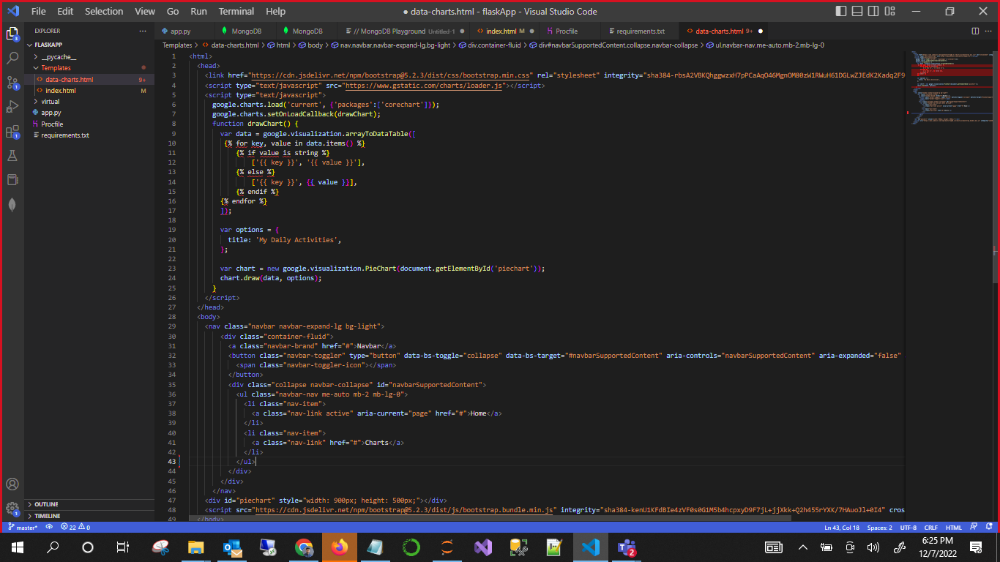 File Edit Selection View Go Run Terminal Help
● data-charts.html - flaskApp - Visual Studio Code
EXPLORER ···
FLASKAPP
__pycache__
Templates
data-charts.html 9+
index.html M
virtual
app.py
Procfile
requirements.txt
OUTLINE
TIMELINE
app.py
MongoDB
MongoDB
// MongoDB Playground Untitled-1 ●
index.html M ●
Procfile
requirements.txt
data-charts.html 9+ ●
Templates > data-charts.html > html > body > nav.navbar.navbar-expand-lg.bg-light > div.container-fluid > div#navbarSupportedContent.collapse.navbar-collapse > ul.navbar-nav.me-auto.mb-2.mb-lg-0
1 <html>
2 <head>
3 <link href="https://cdn.jsdelivr.net/npm/bootstrap@5.2.3/dist/css/bootstrap.min.css" rel="stylesheet" integrity="sha384-rbsA2VBKQhggwzxH7pPCaAqO46MgnOM80zW1RWuH61DGLwZJEdK2Kadq2F9
4 <script type="text/javascript" src="https://www.gstatic.com/charts/loader.js"></script>
5 <script type="text/javascript">
6 google.charts.load('current', {'packages':['corechart']});
7 google.charts.setOnLoadCallback(drawChart);
8 function drawChart() {
9 var data = google.visualization.arrayToDataTable([
10 {% for key, value in data.items() %}
11 {% if value is string %}
12 ['{{ key }}', '{{ value }}'],
13 {% else %}
14 ['{{ key }}', {{ value }}],
15 {% endif %}
16 {% endfor %}
17 ]);
18
19 var options = {
20 title: 'My Daily Activities',
21 };
22
23 var chart = new google.visualization.PieChart(document.getElementById('piechart'));
24 chart.draw(data, options);
25 }
26 </script>
27 </head>
28 <body>
29 <nav class="navbar navbar-expand-lg bg-light">
30 <div class="container-fluid">
31 <a class="navbar-brand" href="#">Navbar</a>
32 <button class="navbar-toggler" type="button" data-bs-toggle="collapse" data-bs-target="#navbarSupportedContent" aria-controls="navbarSupportedContent" aria-expanded="false"
33 <span class="navbar-toggler-icon"></span>
34 </button>
35 <div class="collapse navbar-collapse" id="navbarSupportedContent">
36 <ul class="navbar-nav me-auto mb-2 mb-lg-0">
37 <li class="nav-item">
38 <a class="nav-link active" aria-current="page" href="#">Home</a>
39 </li>
40 <li class="nav-item">
41 <a class="nav-link" href="#">Charts</a>
42 </li>
43 </ul>
44 </div>
45 </div>
46 </nav>
47 <div id="piechart" style="width: 900px; height: 500px;"></div>
48 <script src="https://cdn.jsdelivr.net/npm/bootstrap@5.2.3/dist/js/bootstrap.bundle.min.js" integrity="sha384-kenU1KFdBIe4zVF0s0G1M5b4hcpxyD9F7jL+jjXkk+Q2h455rYXK/7HAuoJl+0I4" cros
49 </body>
master* 22 0
Ln 43, Col 18 Spaces: 2 UTF-8 CRLF HTML
6:25 PM
12/7/2022